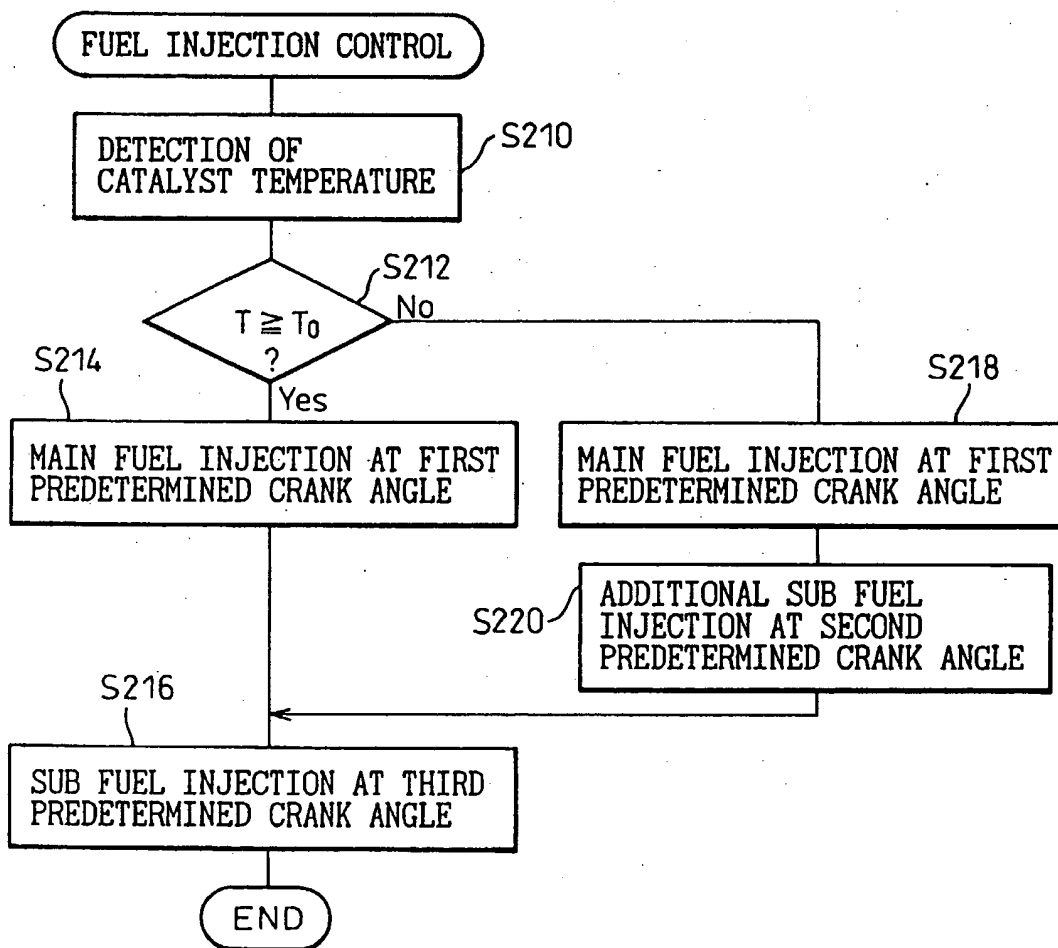 FUEL INJECTION CONTROL
S210
DETECTION OF
CATALYST TEMPERATURE
S212
T ≧ T0
?
No
Yes
S214
MAIN FUEL INJECTION AT FIRST
PREDETERMINED CRANK ANGLE
S218
MAIN FUEL INJECTION AT FIRST
PREDETERMINED CRANK ANGLE
S220
ADDITIONAL SUB FUEL
INJECTION AT SECOND
PREDETERMINED CRANK ANGLE
S216
SUB FUEL INJECTION AT THIRD
PREDETERMINED CRANK ANGLE
END